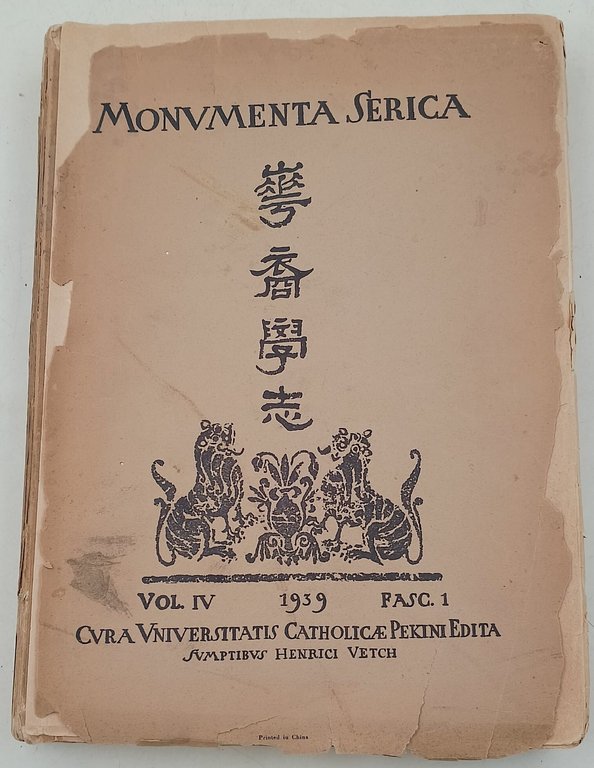 MONVMENTA SERICA
華
裔
學
志
VOL. IV 1939 FASC. 1
CVRA VNIVERSITATIS CATHOLICÆ PEKINI EDITA
SVMPTIBVS HENRICI VETCH
Printed in China